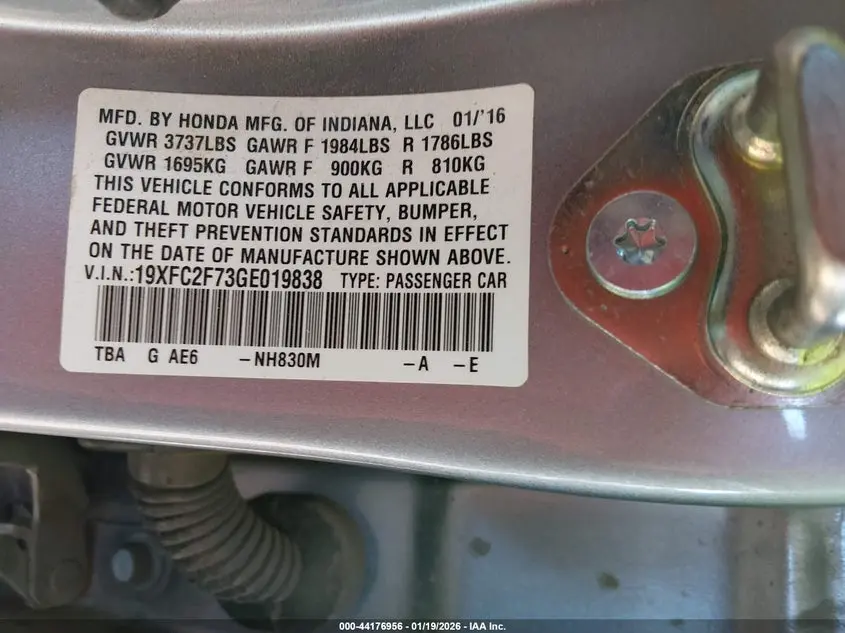 MFD. BY HONDA MFG. OF INDIANA, LLC 01/'16
GVWR 3737LBS GAWR F 1984LBS R 1786LBS
GVWR 1695KG GAWR F 900KG R 810KG
THIS VEHICLE CONFORMS TO ALL APPLICABLE
FEDERAL MOTOR VEHICLE SAFETY, BUMPER,
AND THEFT PREVENTION STANDARDS IN EFFECT
ON THE DATE OF MANUFACTURE SHOWN ABOVE.
V.I.N.:19XFC2F73GE019838 TYPE: PASSENGER CAR
TBA G AE6 –NH830M –A –E
000-44176956 — 01/19/2026 — IAA Inc.